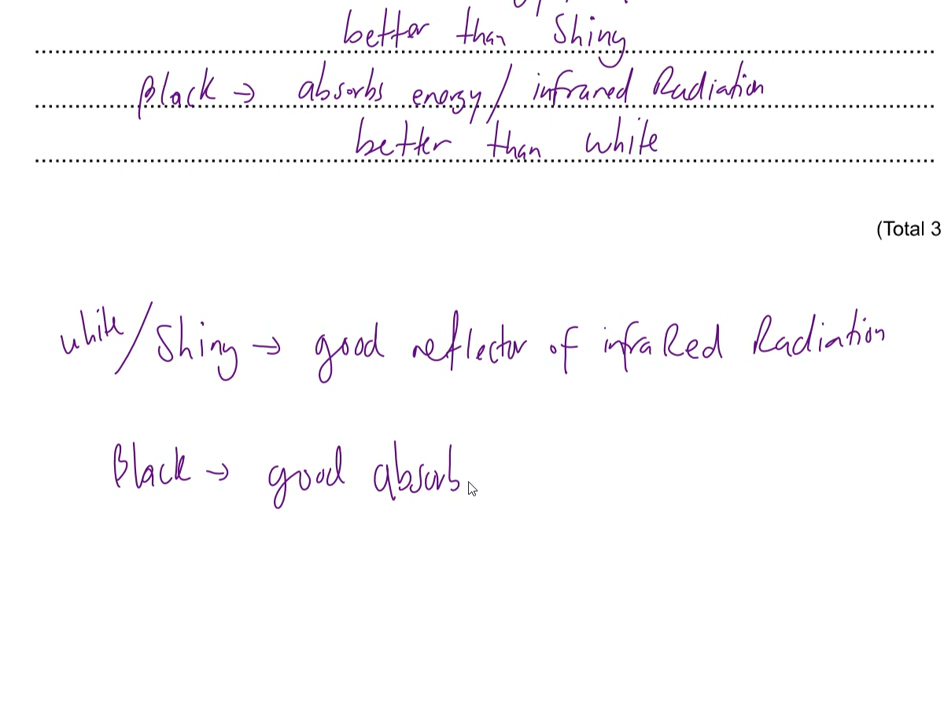 better than Shiny
Black → absorbs energy / infrared Radiation
better than white
(Total 3
white / Shiny → good reflector of infraRed Radiation
Black → good absorb